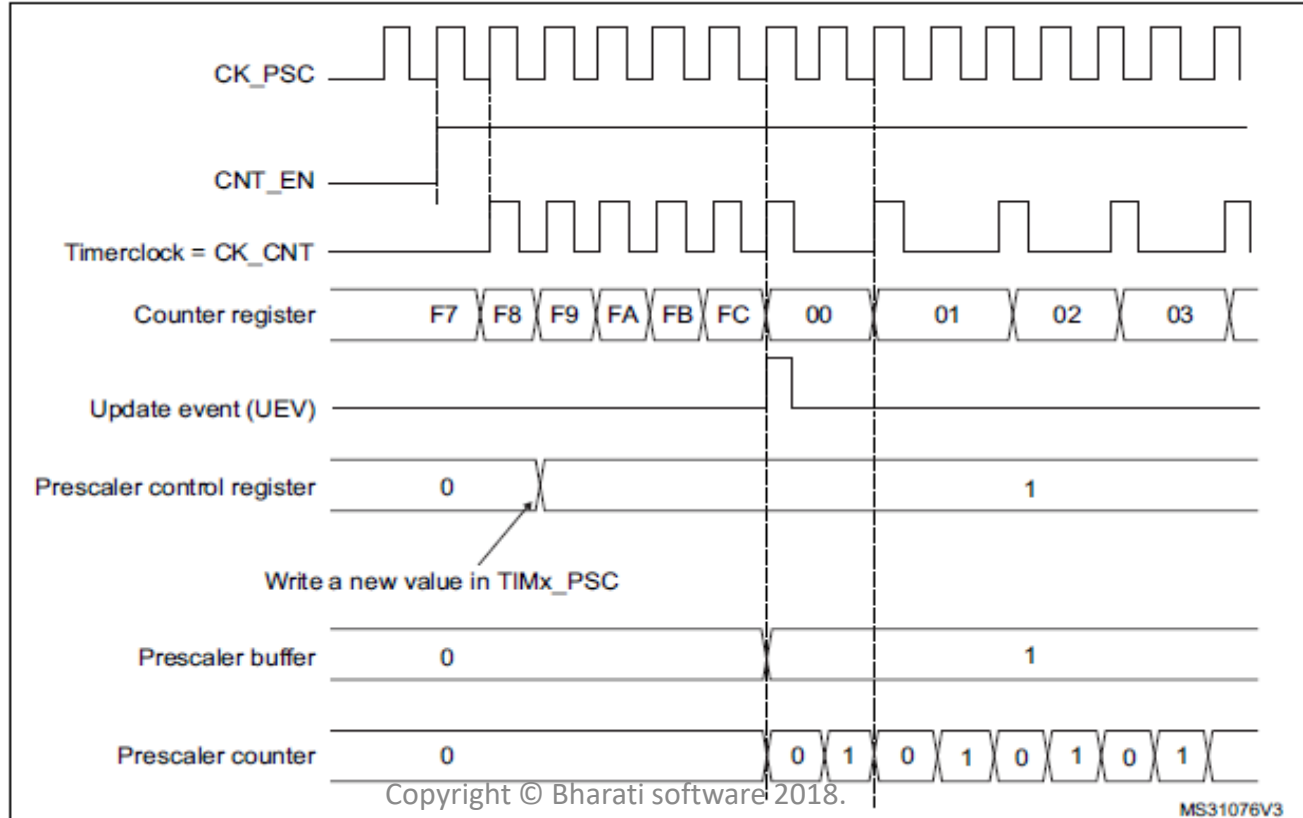 CK_PSC
CNT_EN
Timerclock = CK_CNT
Counter register F7 F8 F9 FA FB FC 00 01 02 03
Update event (UEV)
Prescaler control register 0 1
Write a new value in TIMx_PSC
Prescaler buffer 0 1
Prescaler counter 0 0 1 0 1 0 1 0 1
Copyright © Bharati software 2018.
MS31076V3